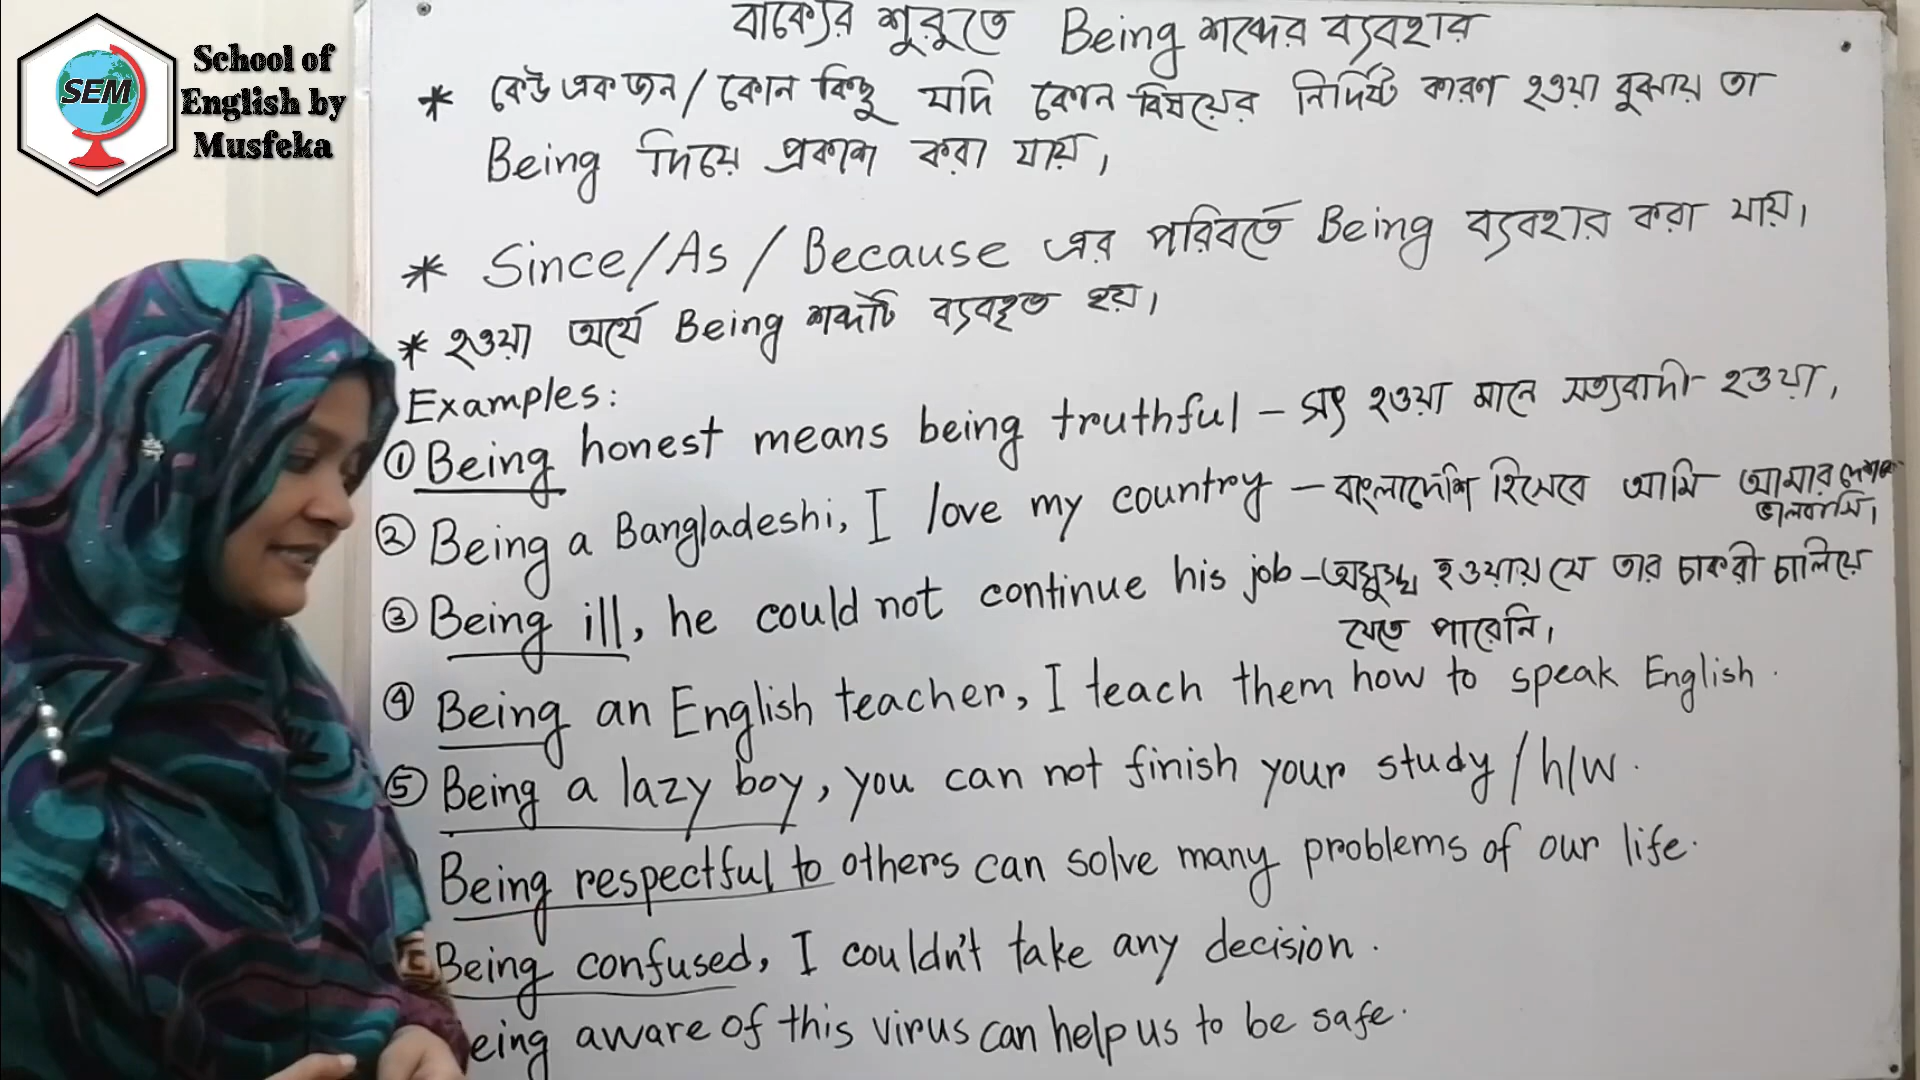 SEM
School of
English by
Musfeka
বাক্যের শুরুতে Being শব্দের ব্যবহার
* কেউ একজন/কোন কিছু যদি কোন বিষয়ের নির্দিষ্ট কারণ হওয়া বুঝায় তা
Being দিয়ে প্রকাশ করা যায়।
* Since/As/Because এর পরিবর্তে Being ব্যবহার করা যায়।
* হওয়া অর্থে Being শব্দটি ব্যবহৃত হয়।
Examples:
① Being honest means being truthful – সৎ হওয়া মানে সত্যবাদী হওয়া।
② Being a Bangladeshi, I love my country – বাংলাদেশি হিসেবে আমি আমার দেশকে
ভালবাসি।
③ Being ill, he could not continue his job – অসুস্থ হওয়ায় সে তার চাকরী চালিয়ে
যেতে পারেনি।
④ Being an English teacher, I teach them how to speak English.
⑤ Being a lazy boy, you can not finish your study/h/w.
Being respectful to others can solve many problems of our life.
Being confused, I couldn't take any decision.
eing aware of this virus can help us to be safe.